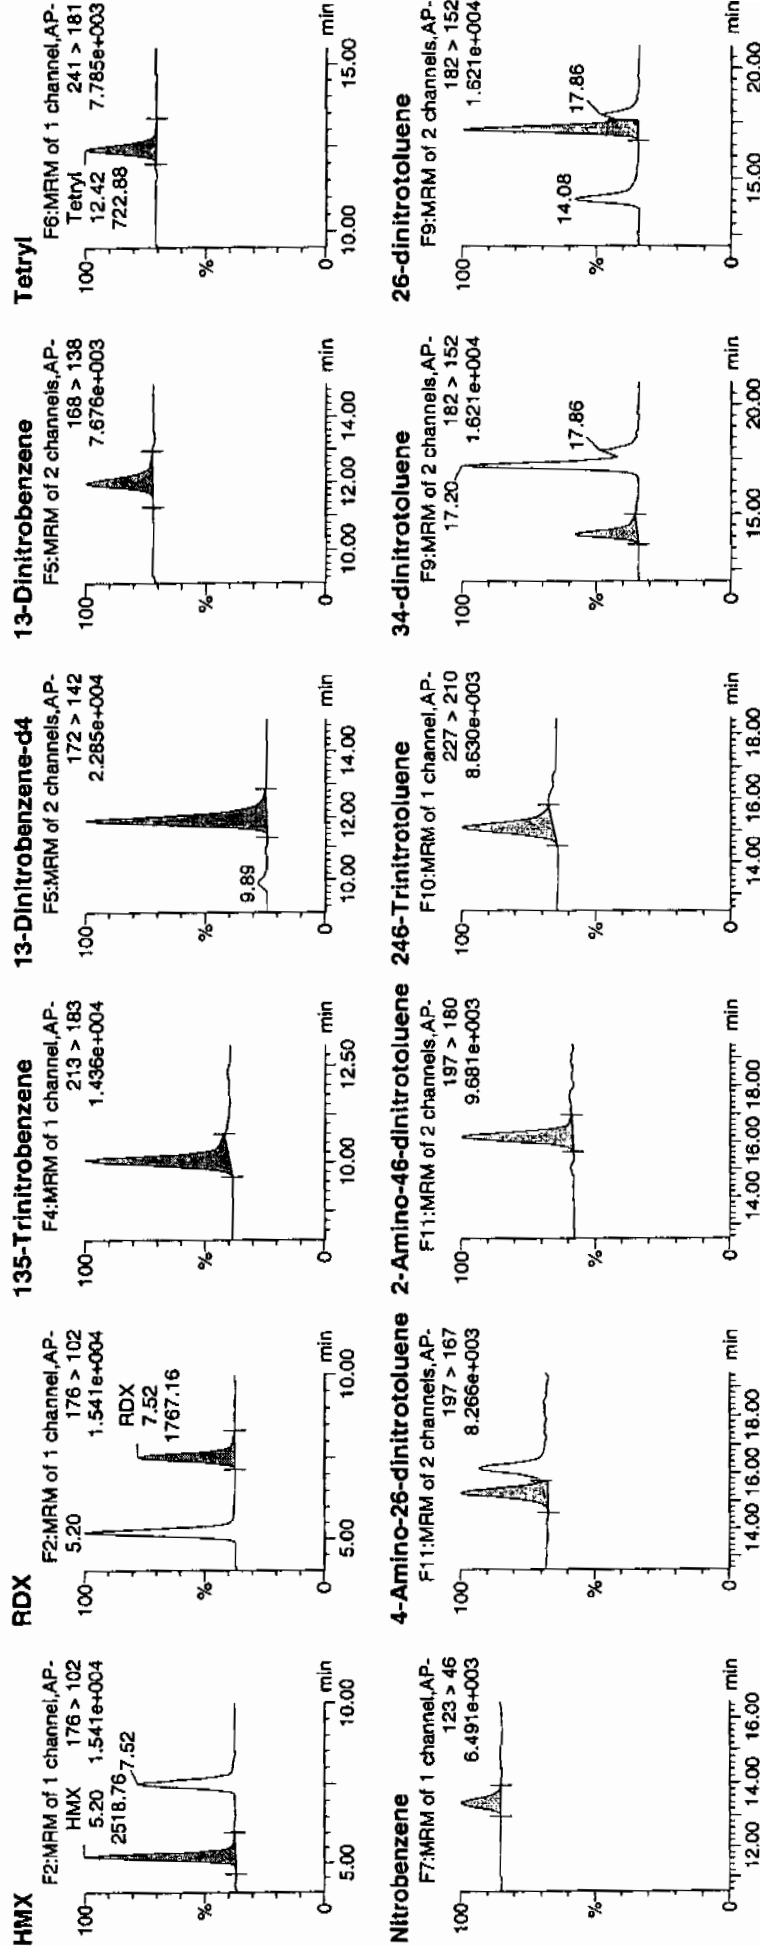 HMX
F2:MRM of 1 channel,AP-
176 > 102
1.541e+004
HMX
5.20
2518.76
7.52
100
%
0
5.00
10.00
min
RDX
F2:MRM of 1 channel,AP-
176 > 102
1.541e+004
5.20
RDX
7.52
1767.16
100
%
0
5.00
10.00
min
135-Trinitrobenzene
F4:MRM of 1 channel,AP-
213 > 183
1.436e+004
100
%
0
10.00
12.50
min
13-Dinitrobenzene-d4
F5:MRM of 2 channels,AP-
172 > 142
2.285e+004
9.89
100
%
0
10.00
12.00
14.00
min
13-Dinitrobenzene
F5:MRM of 2 channels,AP-
168 > 138
7.676e+003
100
%
0
10.00
12.00
14.00
min
Tetryl
F6:MRM of 1 channel,AP-
241 > 181
7.785e+003
Tetryl
12.42
722.88
100
%
0
10.00
15.00
min
Nitrobenzene
F7:MRM of 1 channel,AP-
123 > 46
6.491e+003
100
%
0
12.00
14.00
16.00
min
4-Amino-26-dinitrotoluene
F11:MRM of 2 channels,AP-
197 > 167
8.266e+003
100
%
0
14.00
16.00
18.00
min
2-Amino-46-dinitrotoluene
F11:MRM of 2 channels,AP-
197 > 180
9.681e+003
100
%
0
14.00
16.00
18.00
min
246-Trinitrotoluene
F10:MRM of 1 channel,AP-
227 > 210
8.630e+003
100
%
0
14.00
16.00
18.00
min
34-dinitrotoluene
F9:MRM of 2 channels,AP-
182 > 152
1.621e+004
17.20
17.86
100
%
0
15.00
20.00
min
26-dinitrotoluene
F9:MRM of 2 channels,AP-
182 > 152
1.621e+004
14.08
17.86
100
%
0
15.00
20.00
min